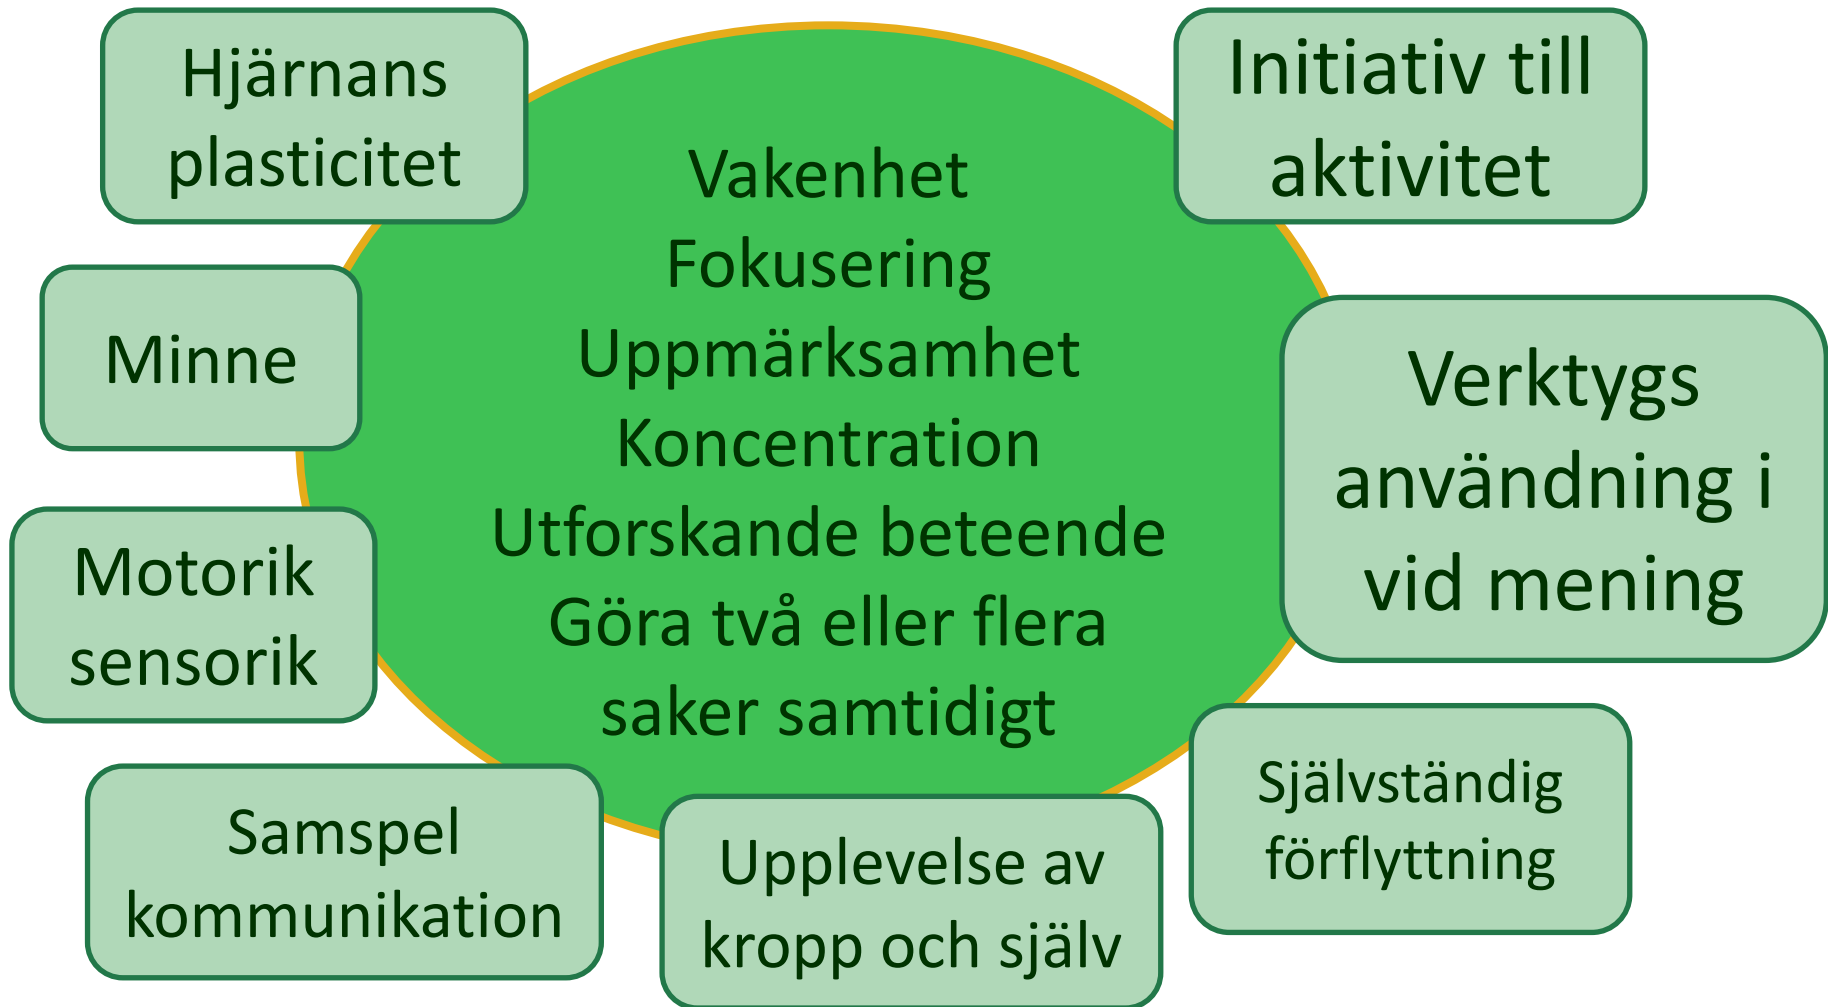 Hjärnans
plasticitet
Initiativ till
aktivitet
Vakenhet
Fokusering
Uppmärksamhet
Koncentration
Utforskande beteende
Göra två eller flera
saker samtidigt
Minne
Verktygs
användning i
vid mening
Motorik
sensorik
Självständig
förflyttning
Samspel
kommunikation
Upplevelse av
kropp och själv